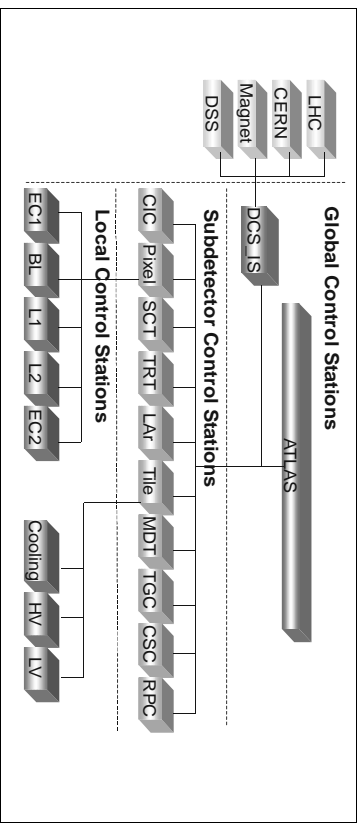 Global Control Stations
LHC
ATLAS
CERN
DCS_IS
Magnet
DSS
Subdetector Control Stations
CIC
Pixel
SCT
TRT
LAr
Tile
MDT
TGC
CSC
RPC
Local Control Stations
EC1
BL
L1
L2
EC2
Cooling
HV
LV